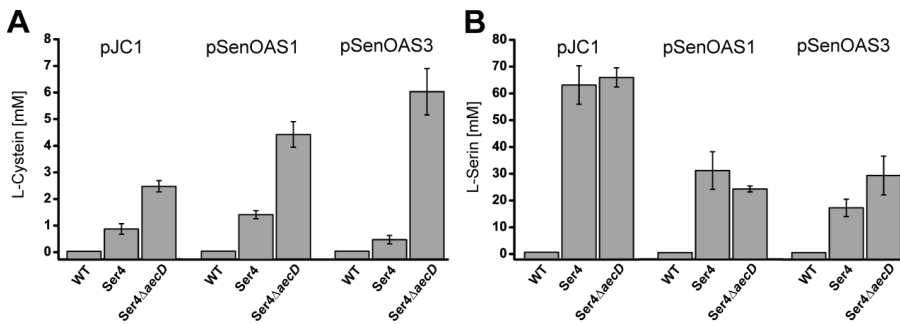 A
pJC1 pSenOAS1 pSenOAS3
L-Cystein [mM]
8
7
6
5
4
3
2
1
0
WT Ser4 Ser4ΔaecD WT Ser4 Ser4ΔaecD WT Ser4 Ser4ΔaecD
B
pJC1 pSenOAS1 pSenOAS3
L-Serin [mM]
80
70
60
50
40
30
20
10
0
WT Ser4 Ser4ΔaecD WT Ser4 Ser4ΔaecD WT Ser4 Ser4ΔaecD